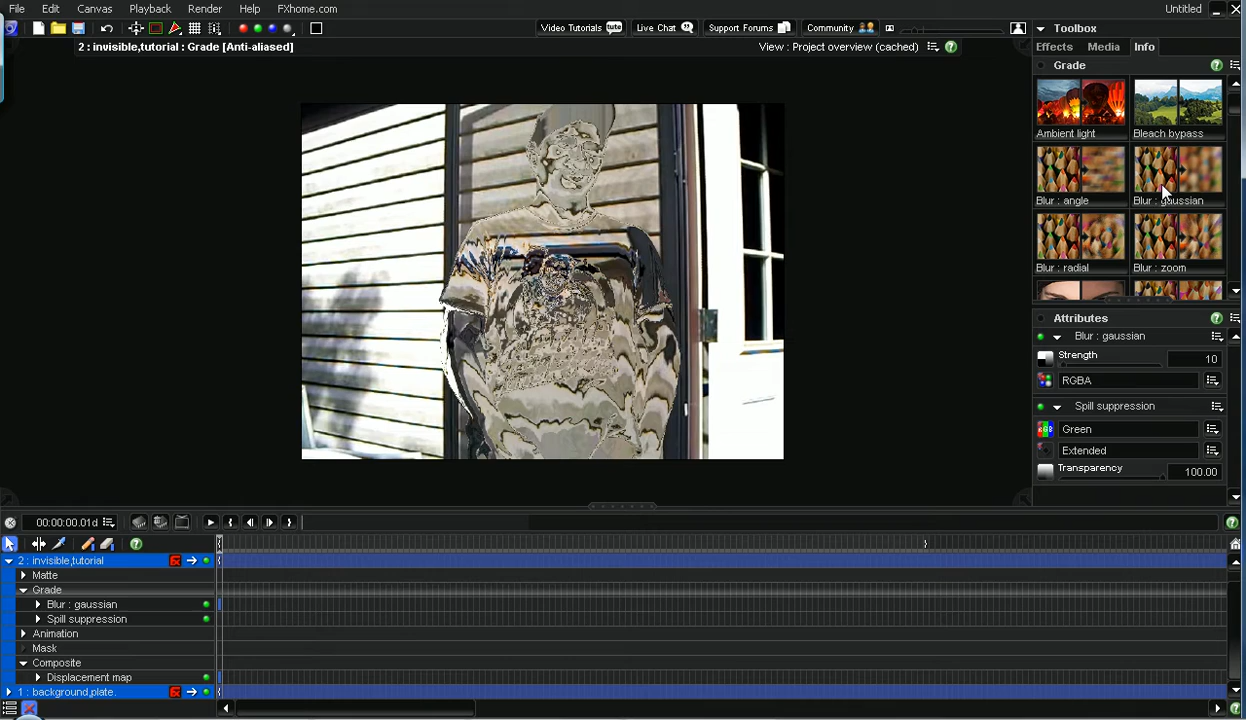 File Edit Canvas Playback Render Help FXhome.com Untitled
Video Tutorials tute Live Chat Support Forums Community Toolbox
2 : invisible,tutorial : Grade [Anti-aliased] View : Project overview (cached) Effects Media Info
Grade
Ambient light Bleach bypass
Blur : angle Blur : gaussian
Blur : radial Blur : zoom
Attributes
Blur : gaussian
Strength 10
RGBA
Spill suppression
RGB Green
Extended
Transparency 100.00
00:00:00.01d
2 : invisible,tutorial
Matte
Grade
Blur : gaussian
Spill suppression
Animation
Mask
Composite
Displacement map
1 : background,plate.